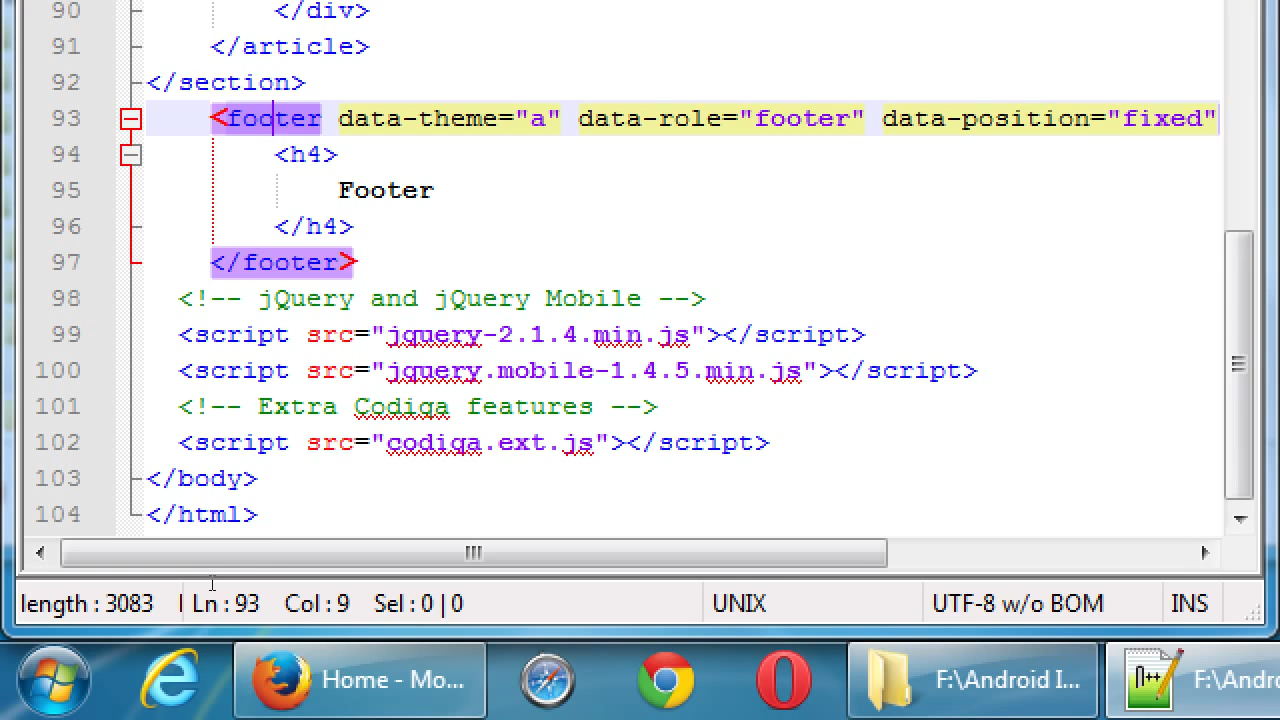 90 </div>
91 </article>
92 </section>
93 <footer data-theme="a" data-role="footer" data-position="fixed"
94 <h4>
95 Footer
96 </h4>
97 </footer>
98 <!-- jQuery and jQuery Mobile -->
99 <script src="jquery-2.1.4.min.js"></script>
100 <script src="jquery.mobile-1.4.5.min.js"></script>
101 <!-- Extra Codiqa features -->
102 <script src="codiqa.ext.js"></script>
103 </body>
104 </html>
length : 3083 l Ln : 93 Col : 9 Sel : 0 | 0 UNIX UTF-8 w/o BOM INS
Home - Mo... F:\Android I... F:\Andro